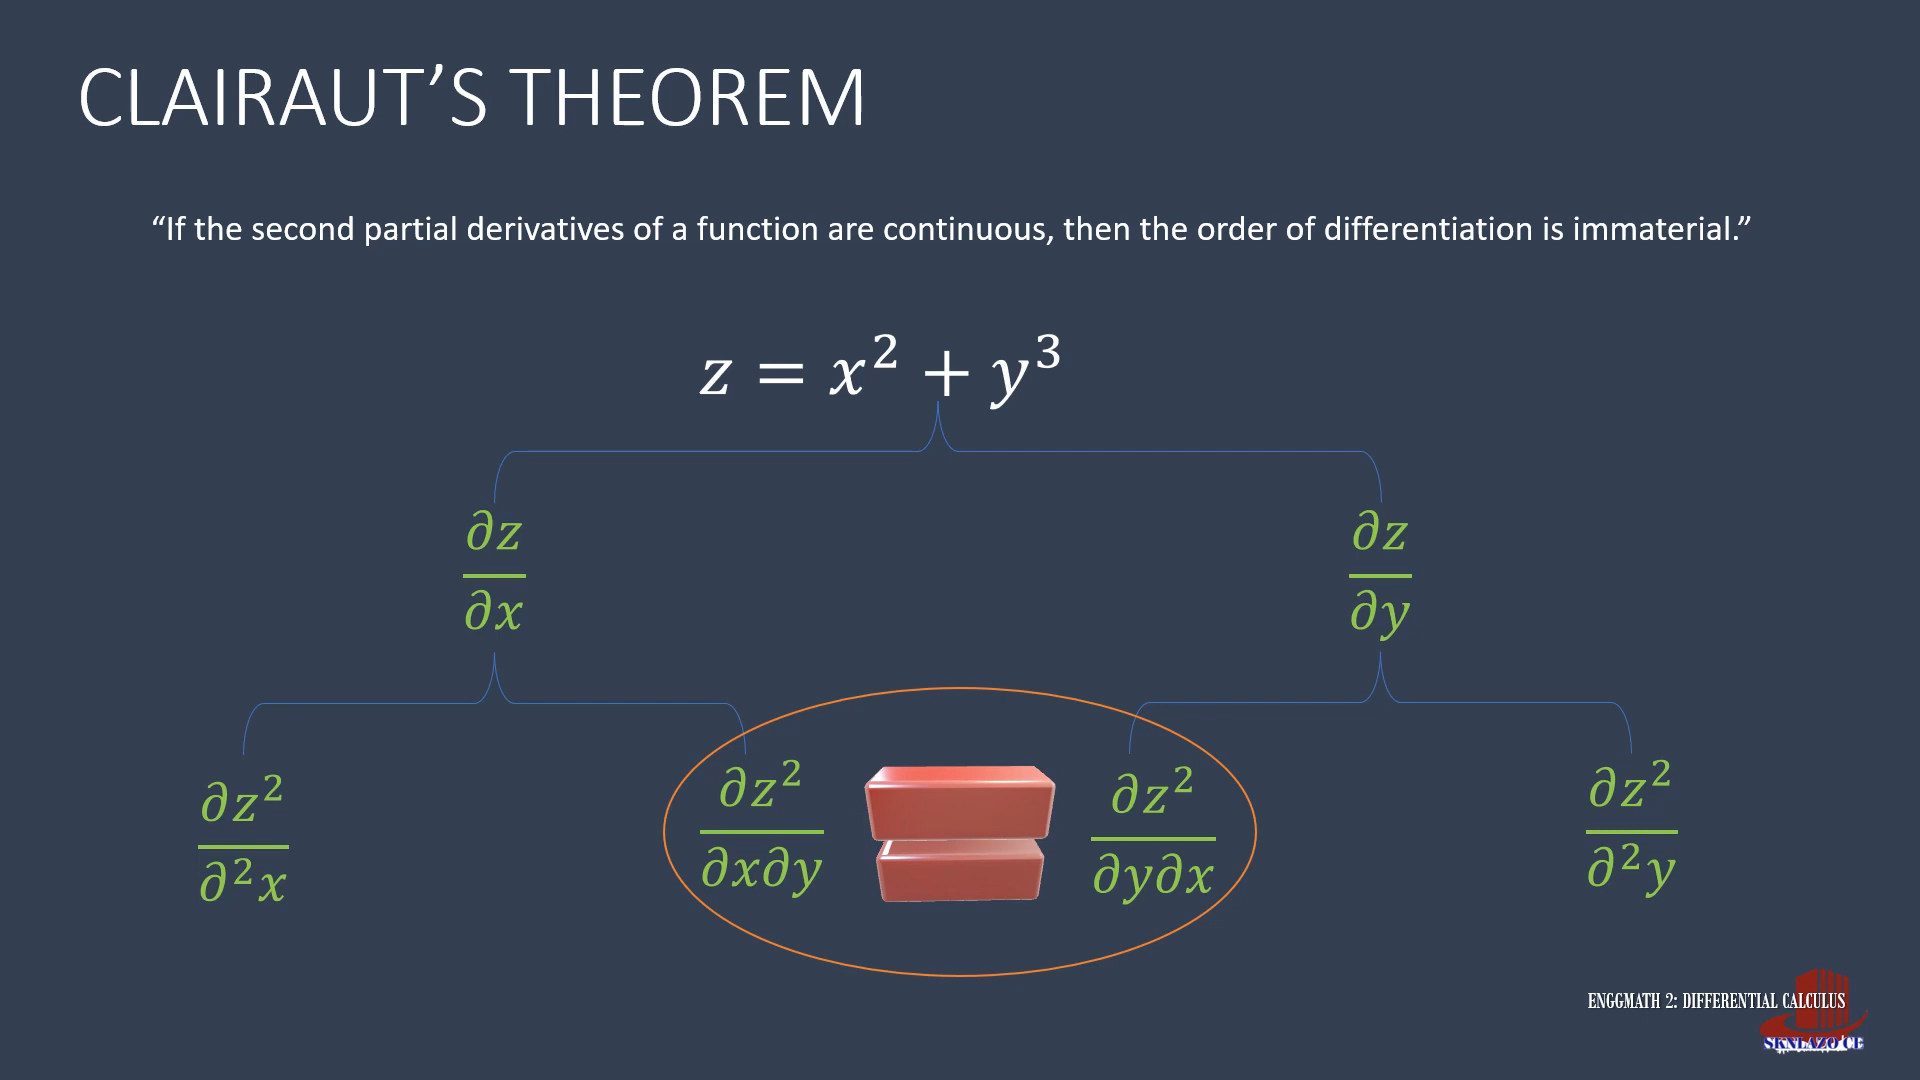 CLAIRAUT’S THEOREM
“If the second partial derivatives of a function are continuous, then the order of differentiation is immaterial.”
z = x² + y³
∂z/∂x ∂z/∂y
∂z²/∂²x ∂z²/∂x∂y = ∂z²/∂y∂x ∂z²/∂²y
ENGGMATH 2: DIFFERENTIAL CALCULUS